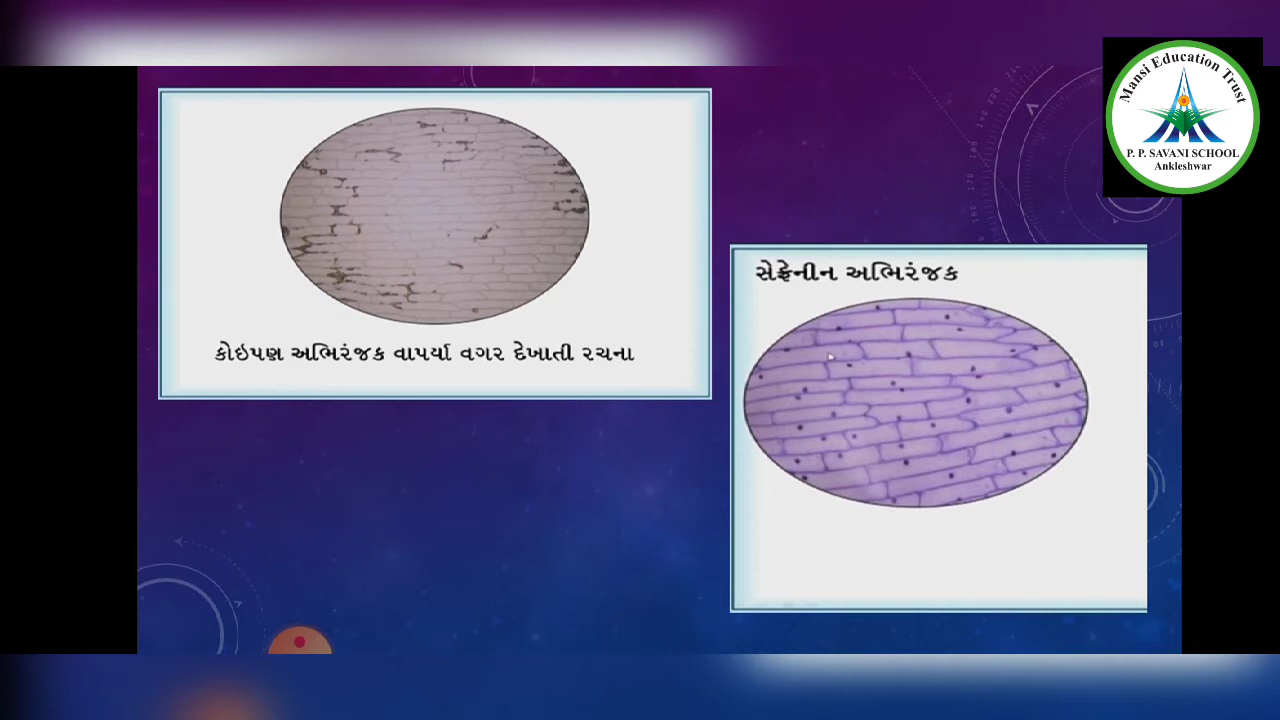 Mansi Education Trust
P. P. SAVANI SCHOOL
Ankleshwar
કોઇપણ અભિરંજક વાપર્યા વગર દેખાતી રચના
સેફ્રેનીન અભિરંજક